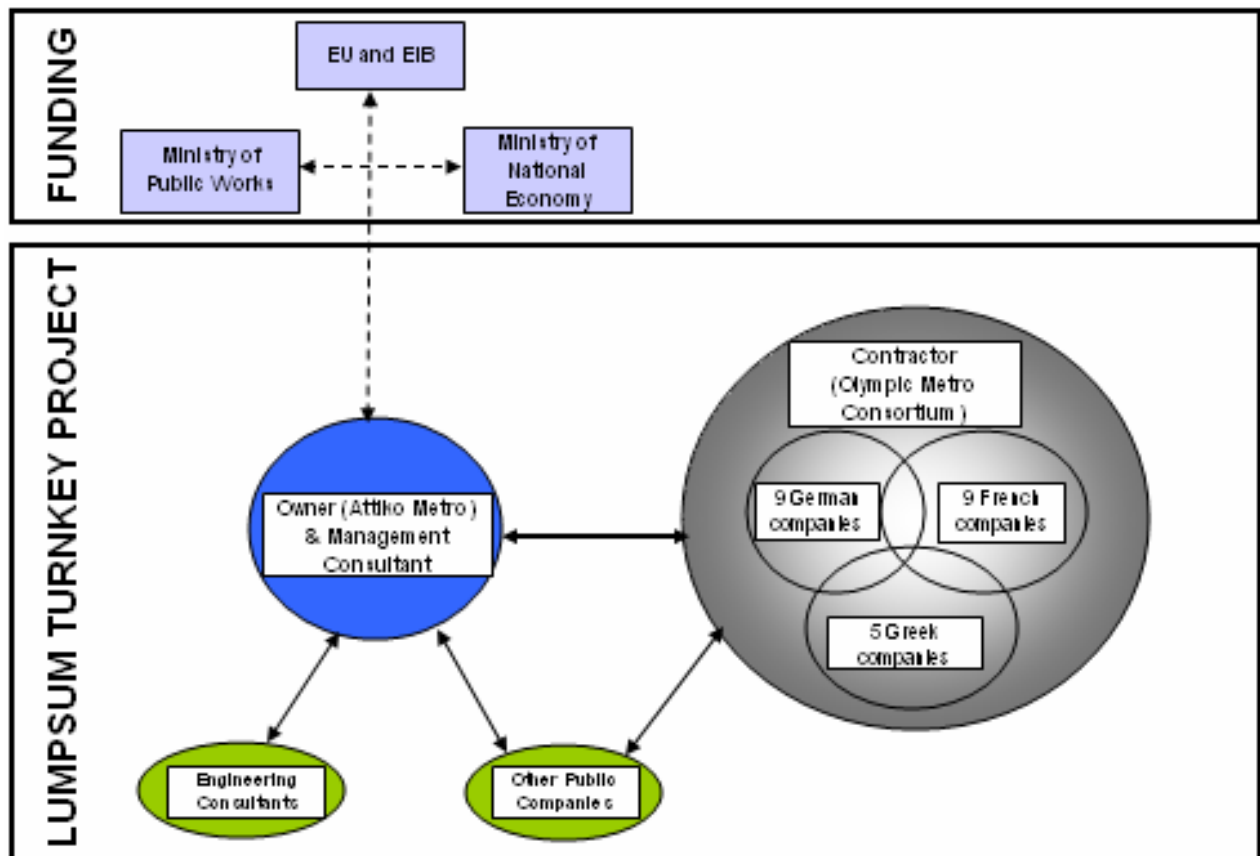 FUNDING
EU and EIB
Ministry of
Public Works
Ministry of
National
Economy
LUMPSUM TURNKEY PROJECT
Contractor
(Olympic Metro
Consortium)
9 German
companies
9 French
companies
5 Greek
companies
Owner (Attiko Metro)
& Management
Consultant
Engineering
Consultants
Other Public
Companies